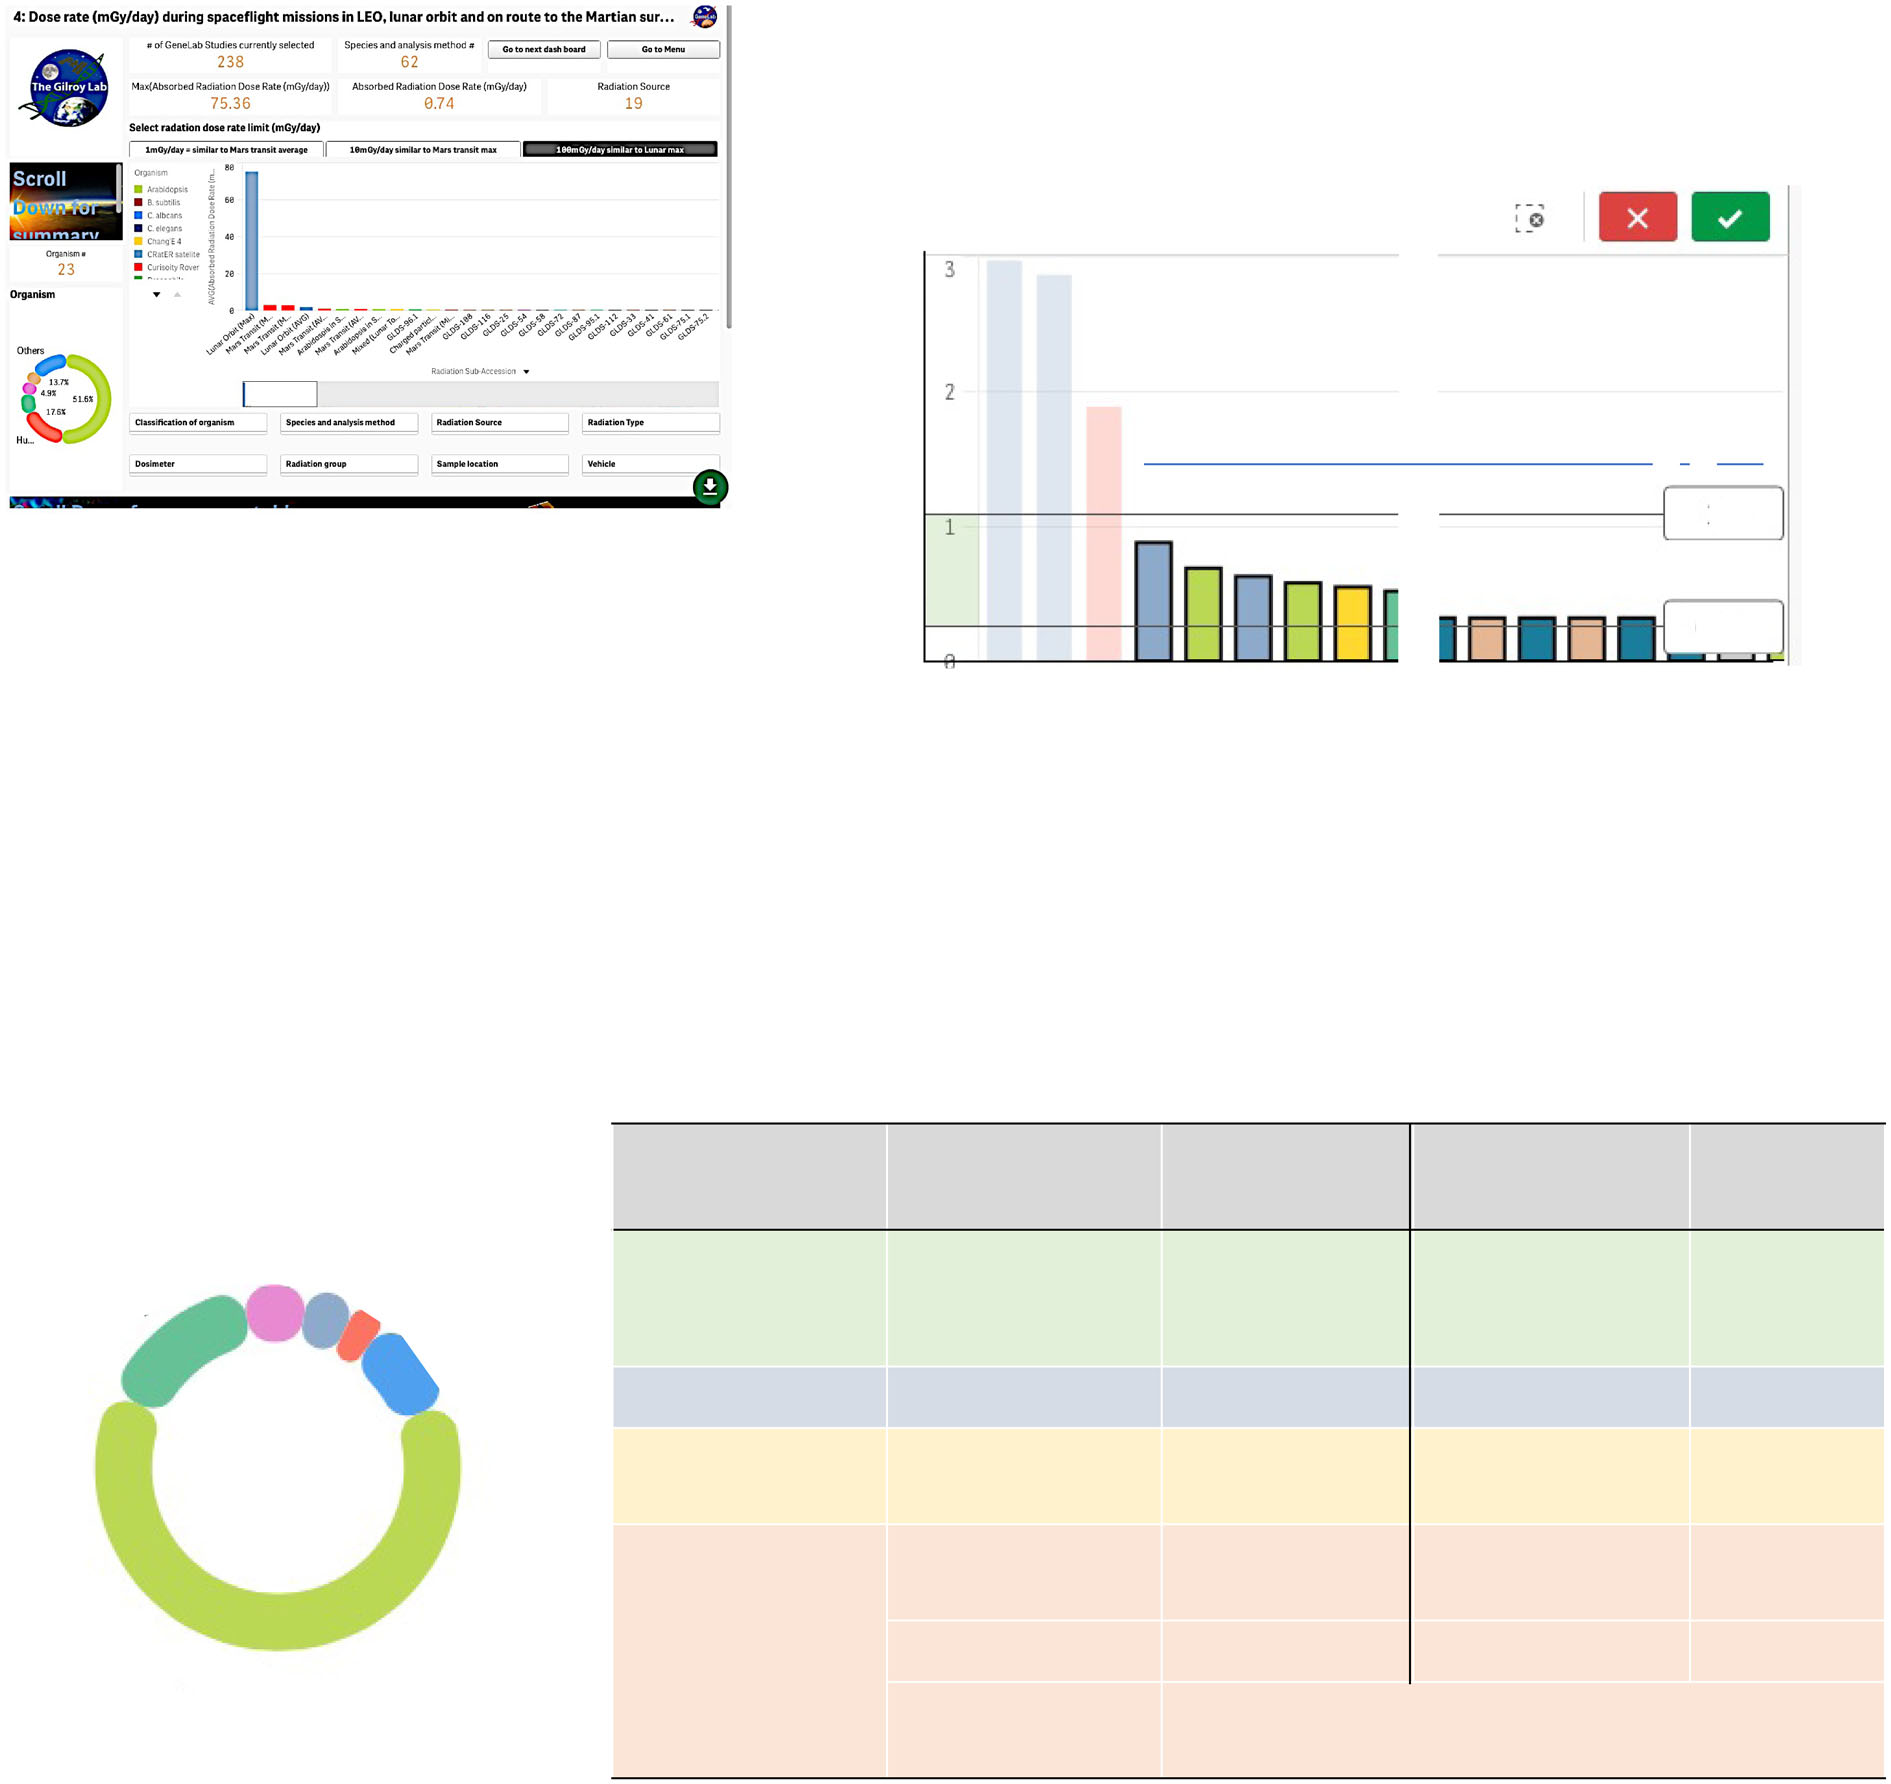 4: Dose rate (mGy/day) during spaceflight missions in LEO, lunar orbit and on route to the Martian sur...
GeneLab
The Gilroy Lab
# of GeneLab Studies currently selected
238
Species and analysis method #
62
Go to next dash board
Go to Menu
Max(Absorbed Radiation Dose Rate (mGy/day))
75.36
Absorbed Radiation Dose Rate (mGy/day)
0.74
Radiation Source
19
Select radation dose rate limit (mGy/day)
1mGy/day = similar to Mars transit average
10mGy/day similar to Mars transit max
100mGy/day similar to Lunar max
Scroll
Down for
summary
Organism #
23
Organism
Others
13.7%
4.9%
51.6%
17.6%
Hu...
Organism
Arabidopsis
B. subtilis
C. albcans
C. elegans
Chang'E 4
CRatER satelite
Curisoity Rover
AVG(Absorbed Radiation Dose Rate (m...
80
60
40
20
0
Lunar Orbit (Max)
Mars Transit (M...
Mars Transit (M...
Lunar Orbit (AVG)
Mars Transit (AV...
Arabidopsis in S...
Mars Transit (AV...
Arabidopsis in S...
Mixed (Lunar To...
GLDS-96.1
Charged particl...
Mars Transit (Mi...
GLDS-188
GLDS-116
GLDS-25
GLDS-54
GLDS-58
GLDS-72
GLDS-87
GLDS-95.1
GLDS-112
GLDS-33
GLDS-41
GLDS-61
GLDS-75.1
GLDS-75.2
Radiation Sub-Accession
Classification of organism
Species and analysis method
Radiation Source
Radiation Type
Dosimeter
Radiation group
Sample location
Vehicle
3
2
1
0